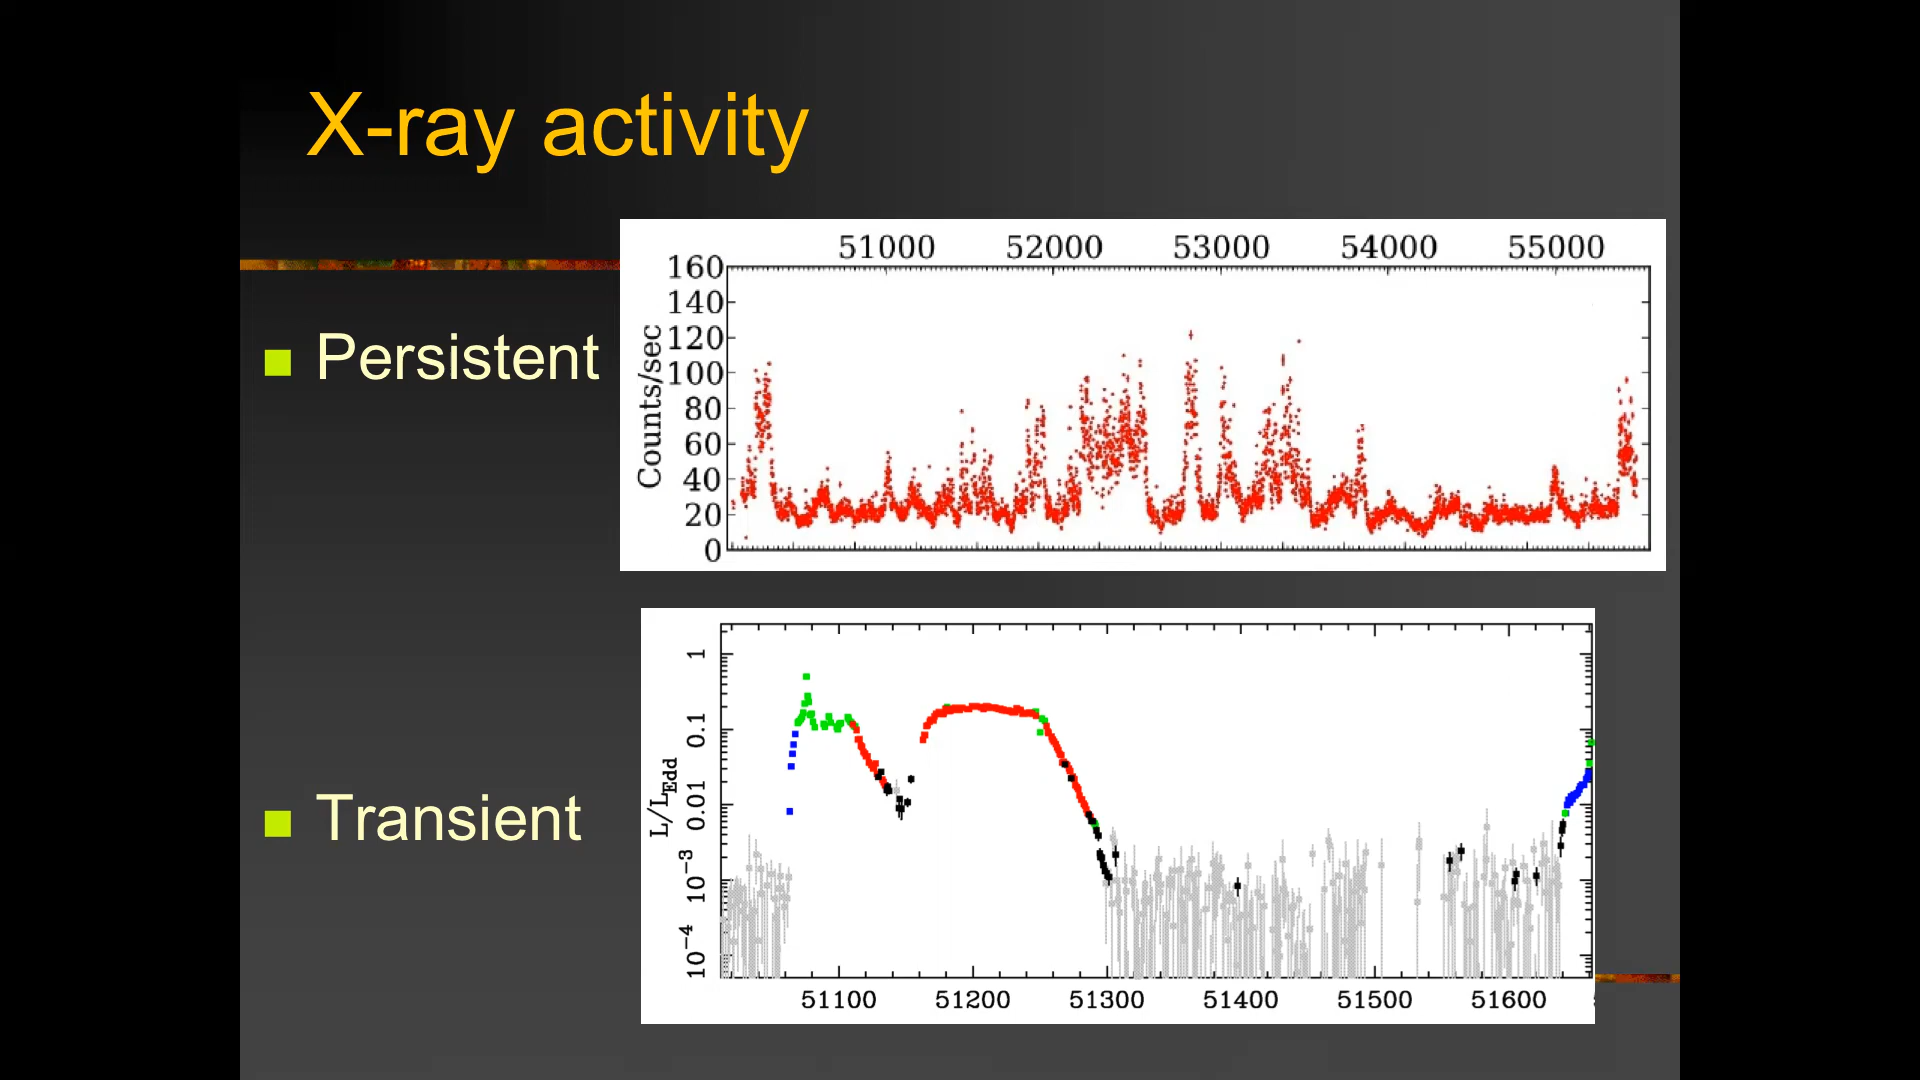 X-ray activity
Persistent
51000 52000 53000 54000 55000
160
140
120
100
80
60
40
20
0
Counts/sec
Transient
1
0.1
0.01
10−3
10−4
L/LEdd
51100 51200 51300 51400 51500 51600